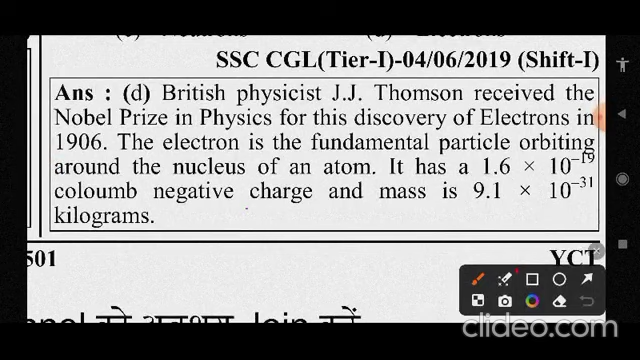 (d)
SSC CGL(Tier-I)-04/06/2019 (Shift-I)
Ans : (d) British physicist J.J. Thomson received the
Nobel Prize in Physics for this discovery of Electrons in
1906. The electron is the fundamental particle orbiting
around the nucleus of an atom. It has a 1.6 × 10⁻¹⁹
coloumb negative charge and mass is 9.1 × 10⁻³¹
kilograms.
501 YCT
को अवश्य Join करें
clideo.com